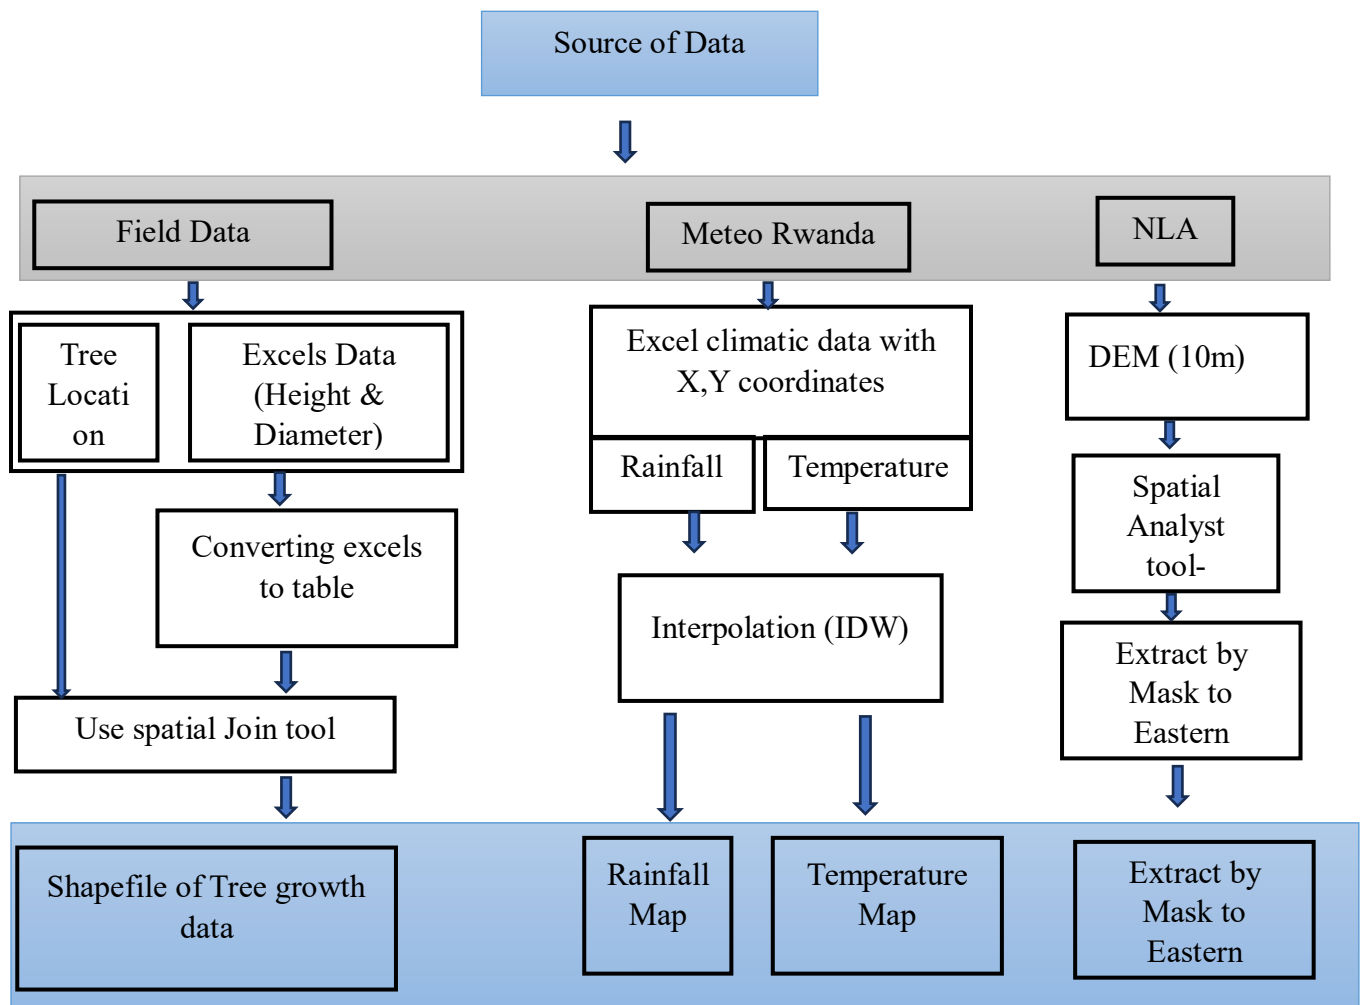 Source of Data
Field Data
Meteo Rwanda
NLA
Tree
Locati
on
Excels Data
(Height &
Diameter)
Excel climatic data with
X,Y coordinates
DEM (10m)
Rainfall
Temperature
Spatial
Analyst
tool-
Converting excels
to table
Interpolation (IDW)
Extract by
Mask to
Eastern
Use spatial Join tool
Shapefile of Tree growth
data
Rainfall
Map
Temperature
Map
Extract by
Mask to
Eastern